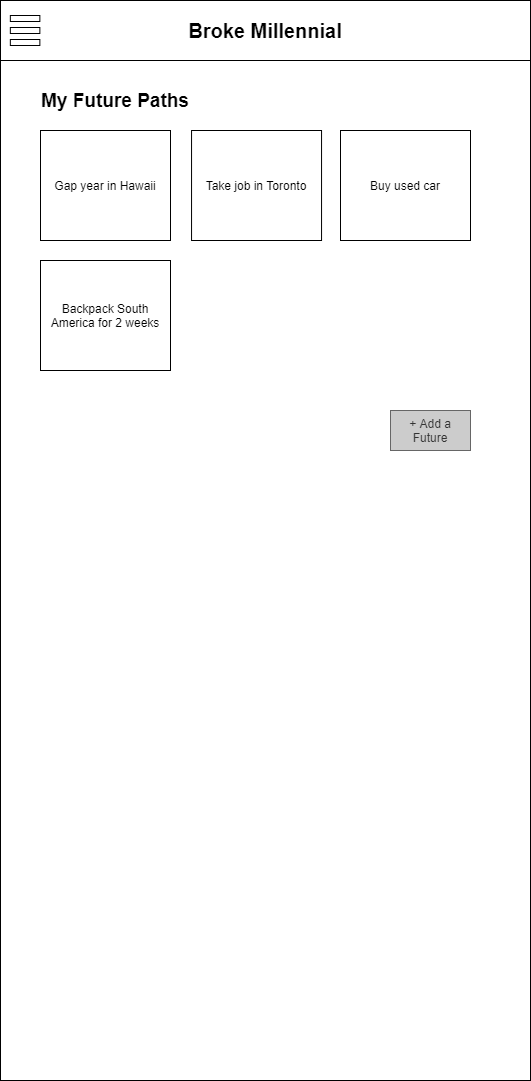 Broke Millennial
My Future Paths
Gap year in Hawaii
Take job in Toronto
Buy used car
Backpack South
America for 2 weeks
+ Add a
Future